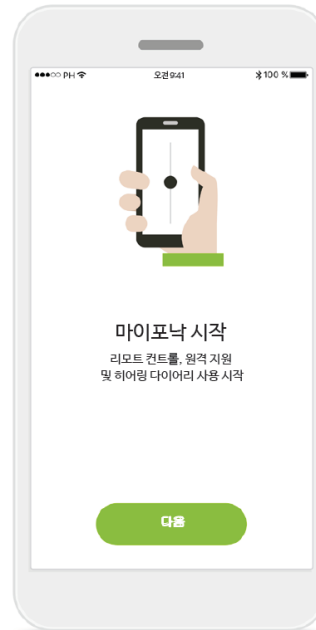 ●●●○○ PH 오전 9:41 100 %
마이포낙 시작
리모트 컨트롤, 원격 지원
및 히어링 다이어리 사용 시작
다음